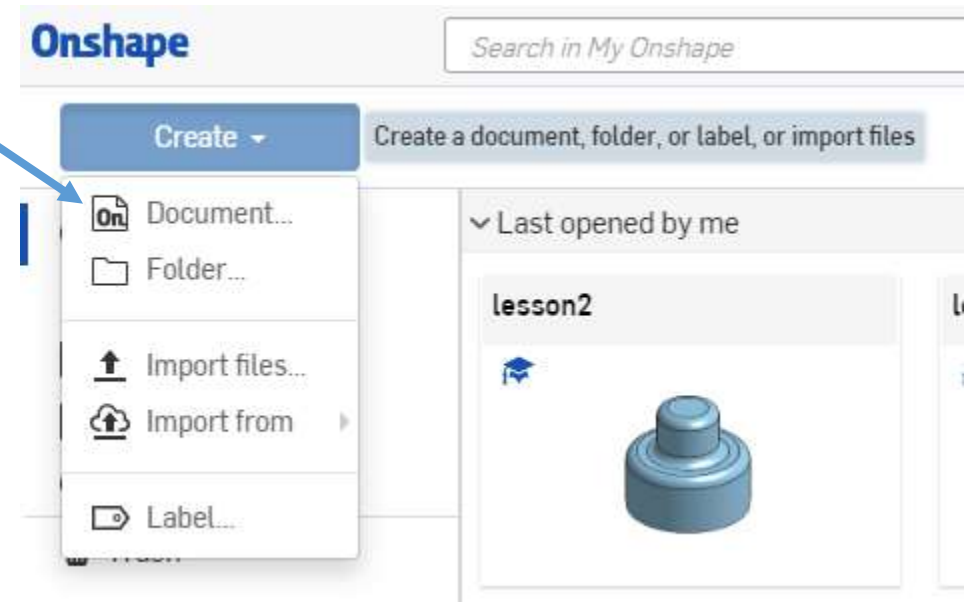 Onshape
Search in My Onshape
Create
Create a document, folder, or label, or import files
On
Document...
Folder...
Import files...
Import from
Label...
Last opened by me
lesson2